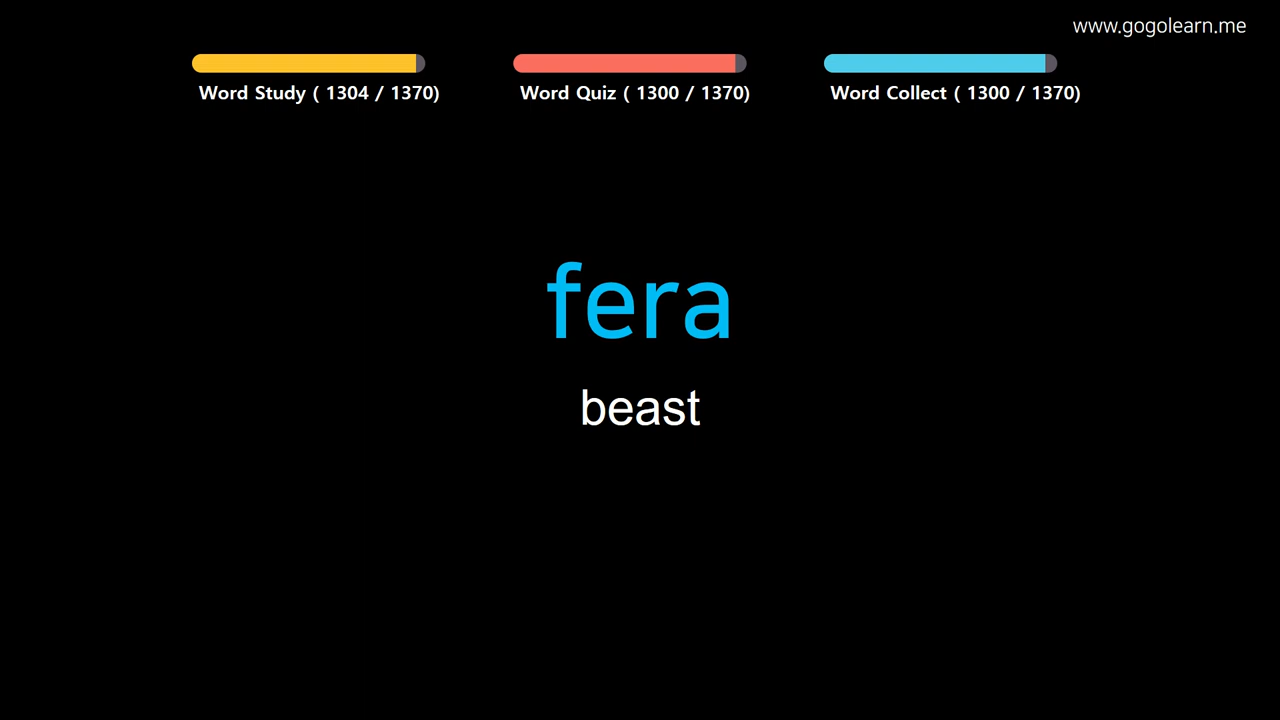 www.gogolearn.me
Word Study ( 1304 / 1370)
Word Quiz ( 1300 / 1370)
Word Collect ( 1300 / 1370)
fera
beast